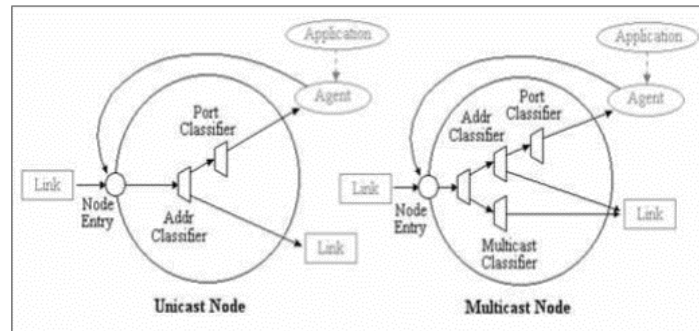 Application
Agent
Port
Classifier
Link
Node
Entry
Addr
Classifier
Link
Unicast Node
Application
Agent
Port
Classifier
Addr
Classifier
Link
Node
Entry
Link
Multicast
Classifier
Multicast Node